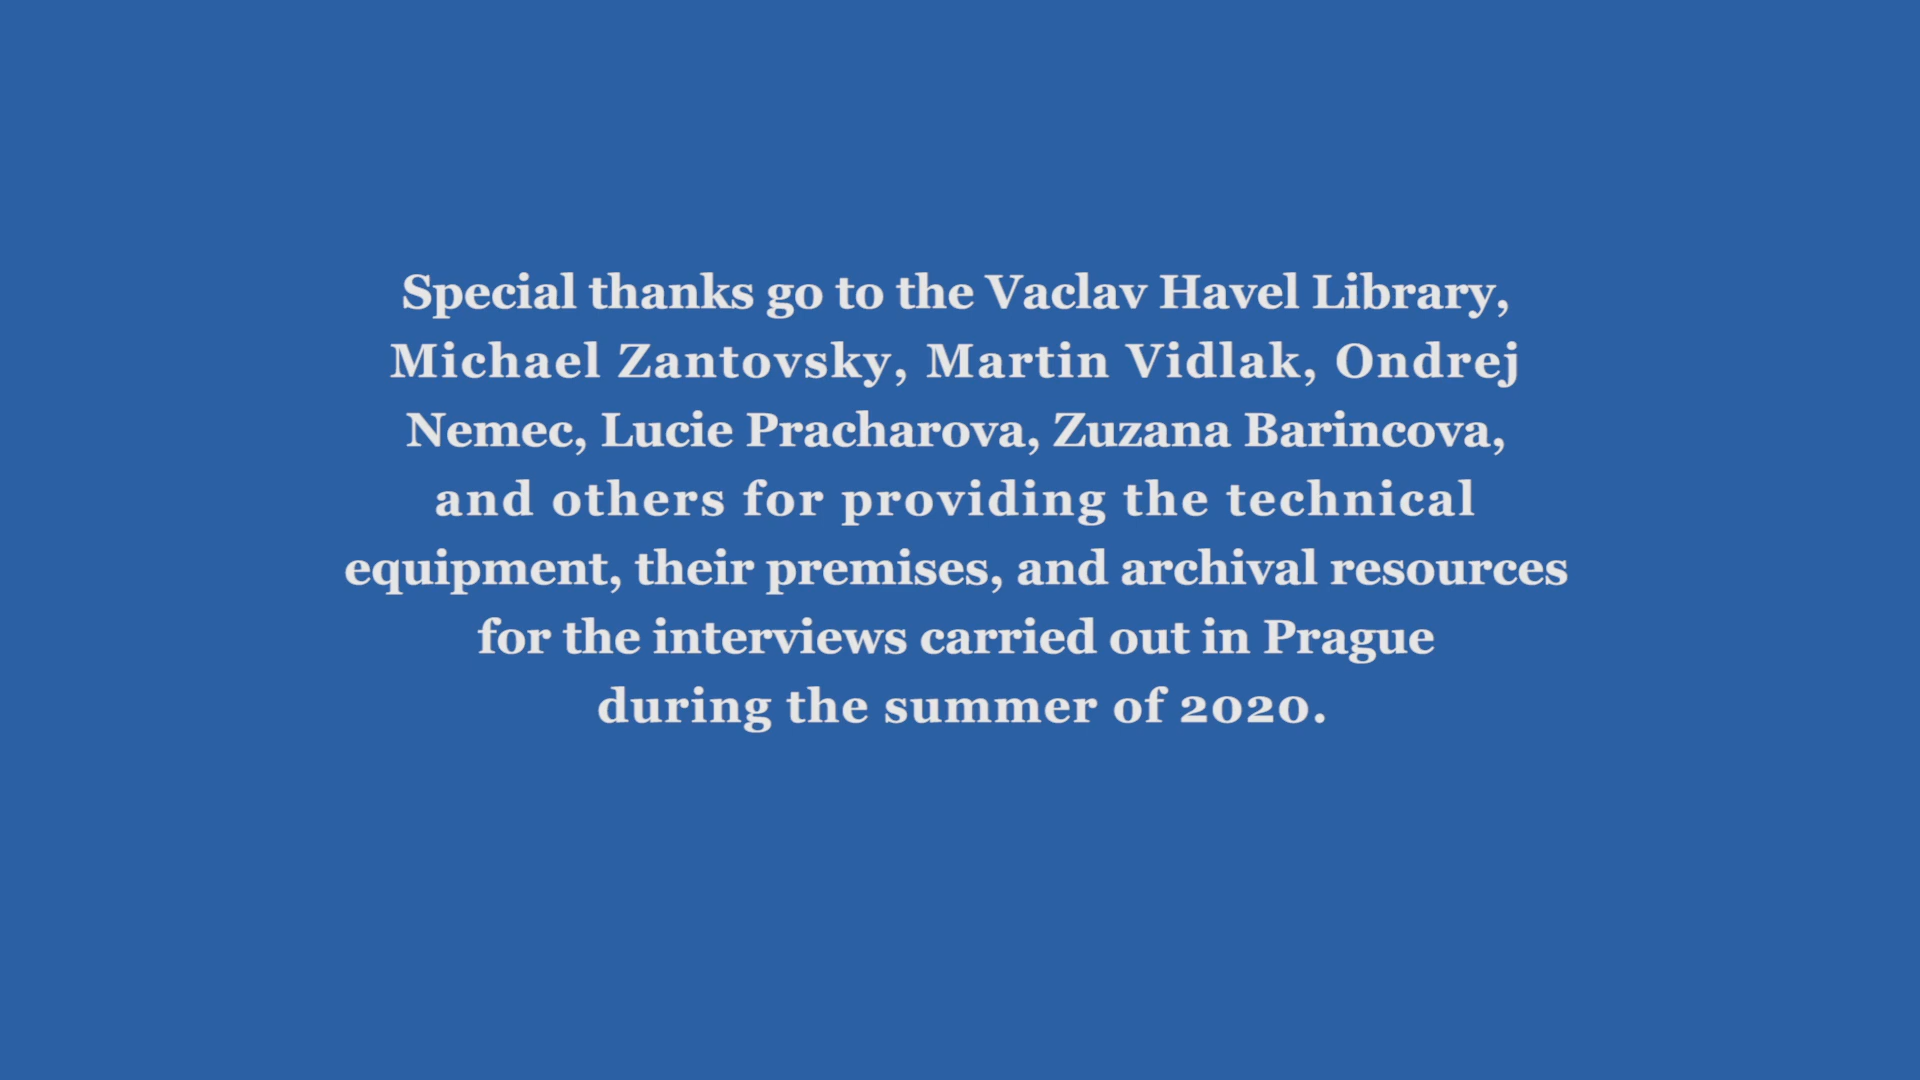 Special thanks go to the Vaclav Havel Library,
Michael Zantovsky, Martin Vidlak, Ondrej
Nemec, Lucie Pracharova, Zuzana Barincova,
and others for providing the technical
equipment, their premises, and archival resources
for the interviews carried out in Prague
during the summer of 2020.